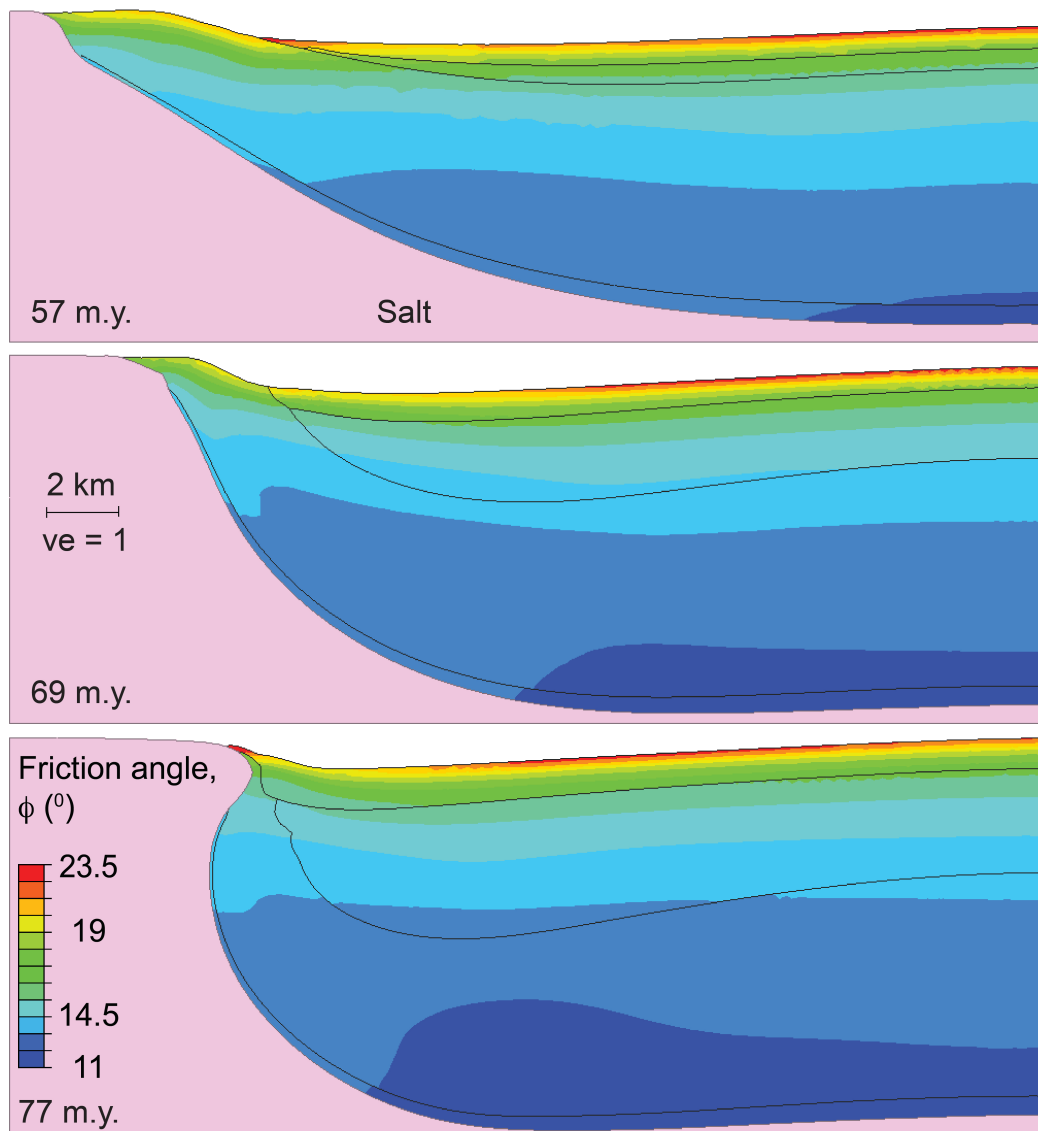 57 m.y.
Salt
2 km
ve = 1
69 m.y.
Friction angle,
ϕ (⁰)
23.5
19
14.5
11
77 m.y.